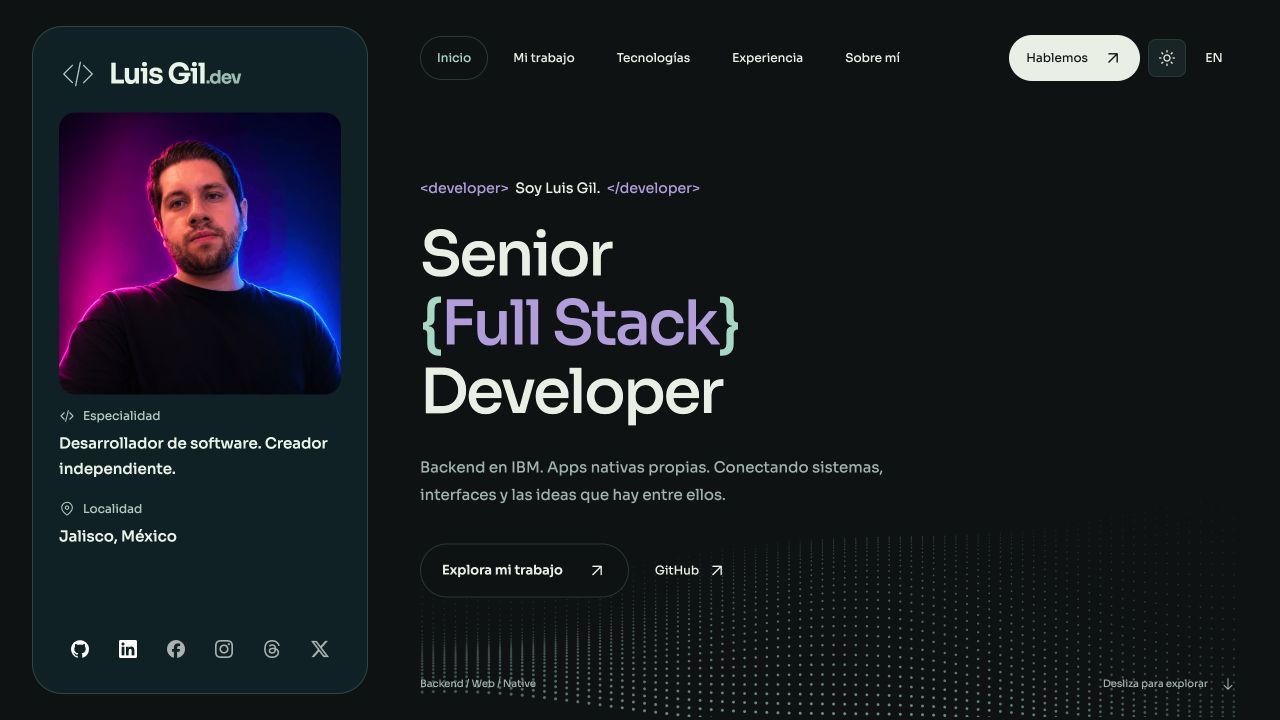 Luis Gil.dev
Especialidad
Desarrollador de software. Creador
independiente.
Localidad
Jalisco, México
Inicio
Mi trabajo
Tecnologías
Experiencia
Sobre mí
Hablemos
EN
<developer> Soy Luis Gil. </developer>
Senior
{Full Stack}
Developer
Backend en IBM. Apps nativas propias. Conectando sistemas,
interfaces y las ideas que hay entre ellos.
Explora mi trabajo
GitHub
Backend / Web / Native
Desliza para explorar